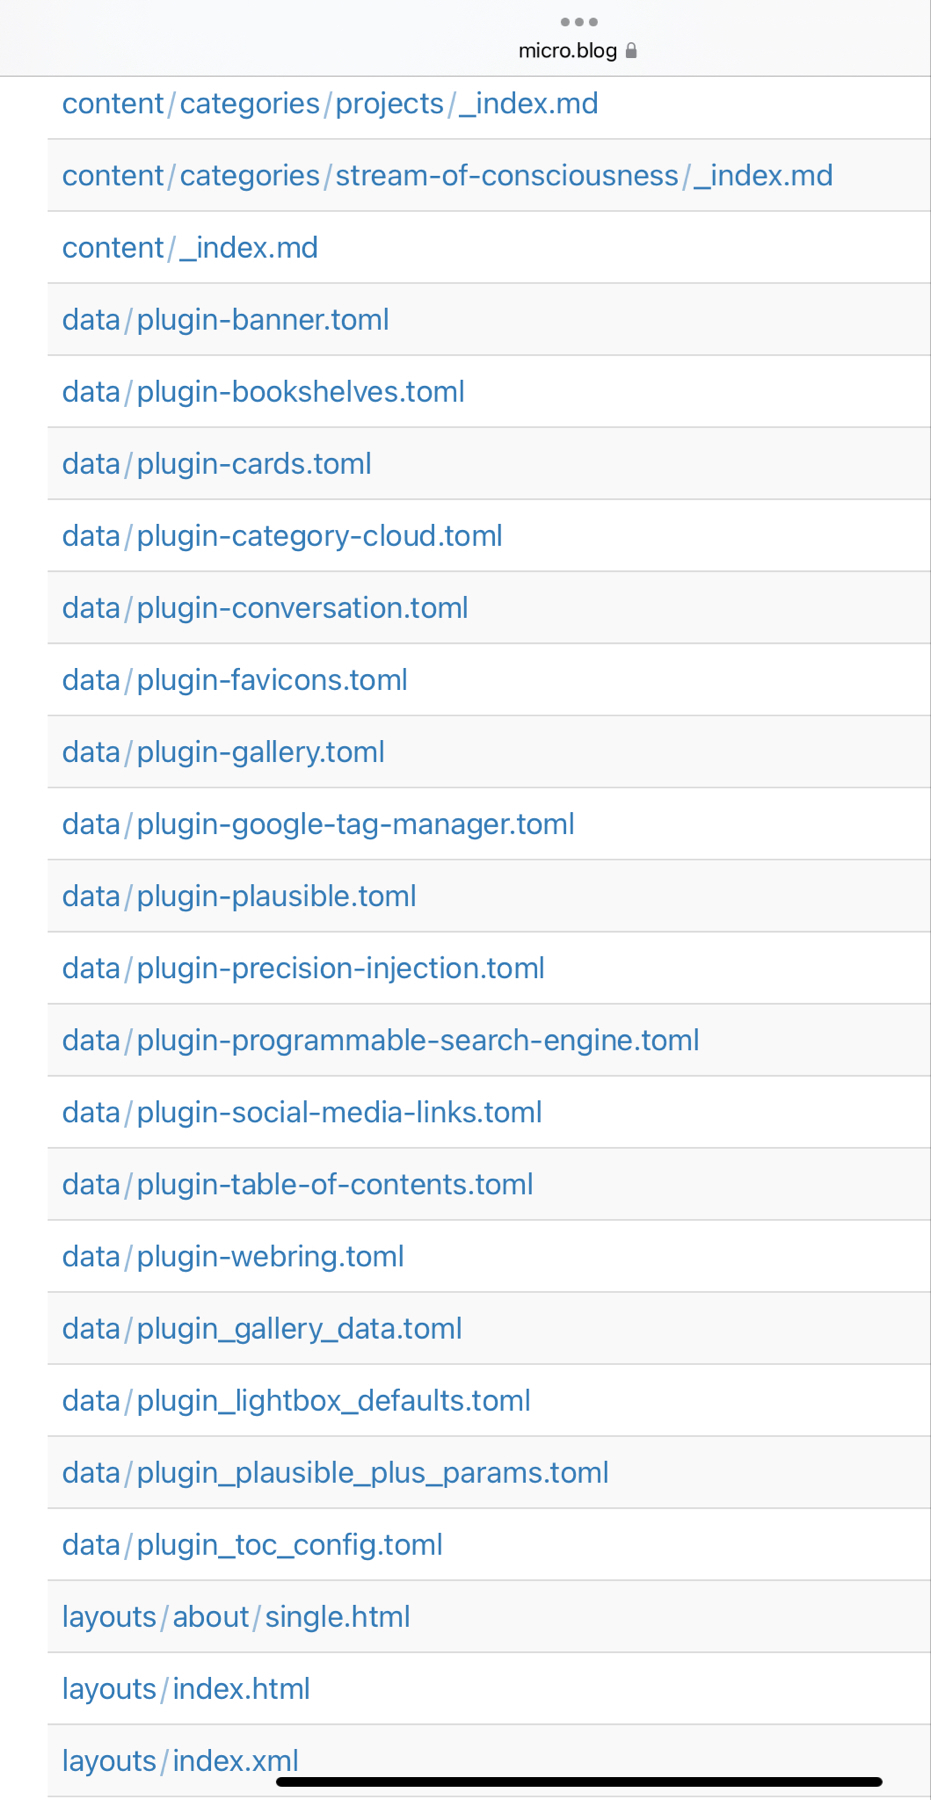 micro.blog
content/categories/projects/_index.md
content/categories/stream-of-consciousness/_index.md
content/_index.md
data/plugin-banner.toml
data/plugin-bookshelves.toml
data/plugin-cards.toml
data/plugin-category-cloud.toml
data/plugin-conversation.toml
data/plugin-favicons.toml
data/plugin-gallery.toml
data/plugin-google-tag-manager.toml
data/plugin-plausible.toml
data/plugin-precision-injection.toml
data/plugin-programmable-search-engine.toml
data/plugin-social-media-links.toml
data/plugin-table-of-contents.toml
data/plugin-webring.toml
data/plugin_gallery_data.toml
data/plugin_lightbox_defaults.toml
data/plugin_plausible_plus_params.toml
data/plugin_toc_config.toml
layouts/about/single.html
layouts/index.html
layouts/index.xml